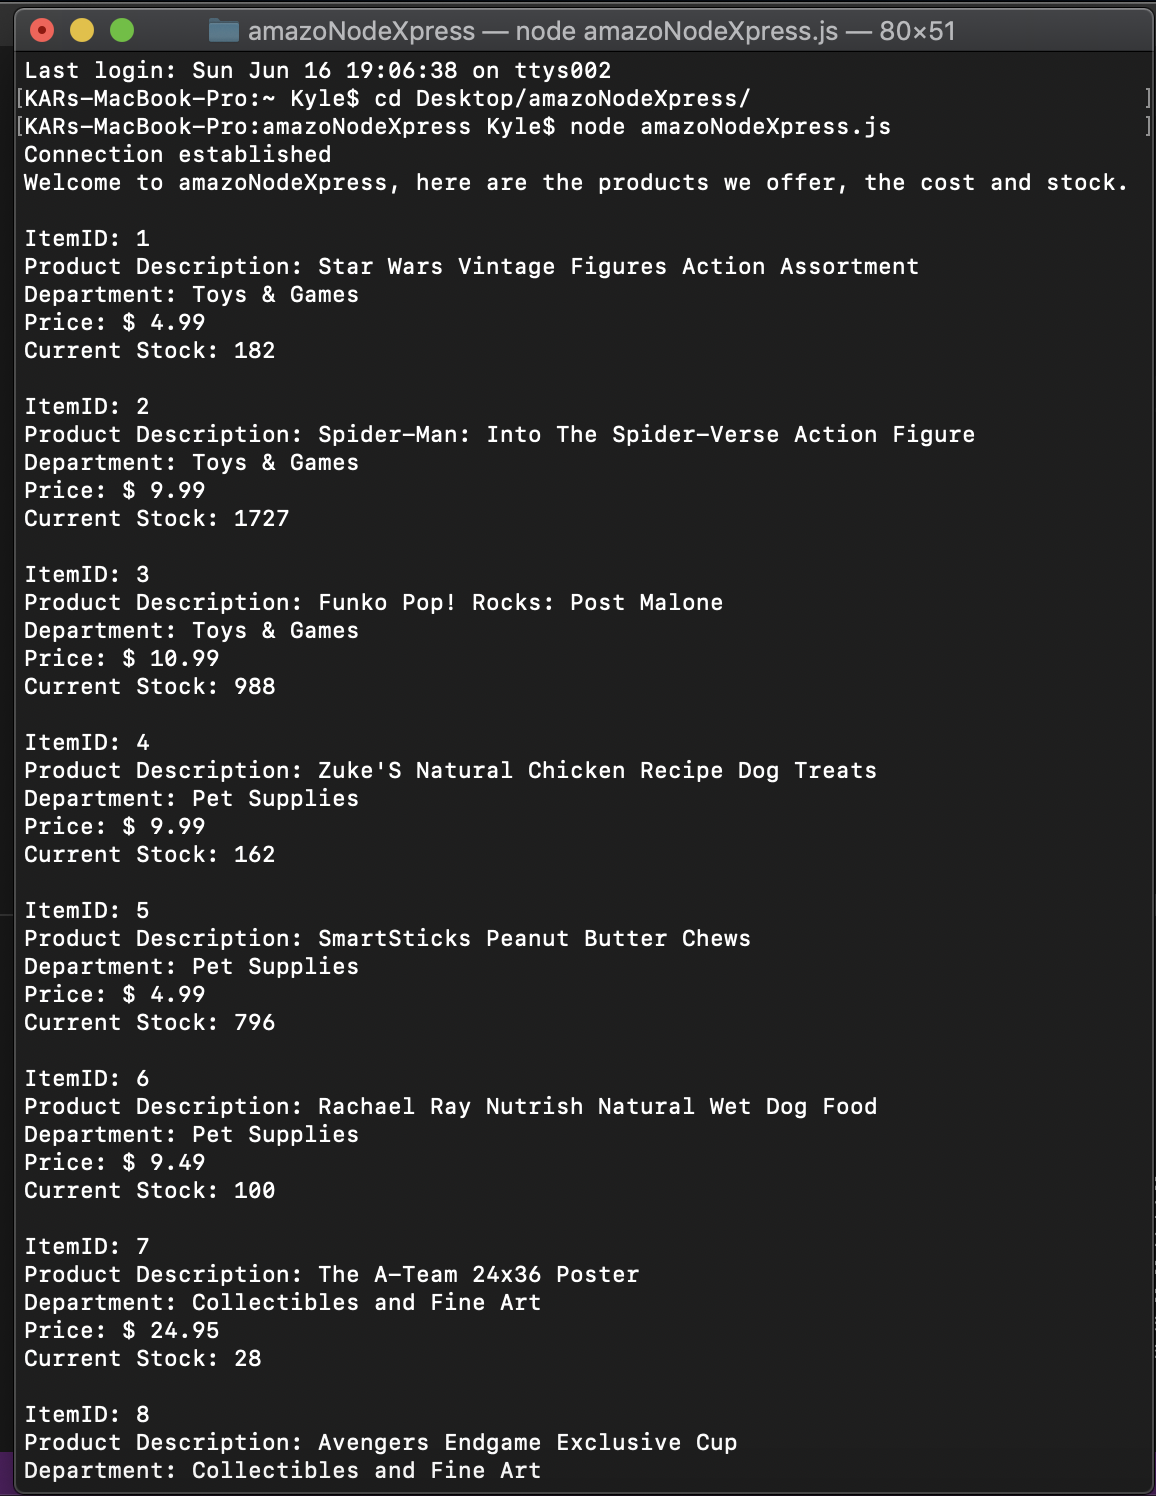 amazoNodeXpress — node amazoNodeXpress.js — 80×51
Last login: Sun Jun 16 19:06:38 on ttys002
[KARs-MacBook-Pro:~ Kyle$ cd Desktop/amazoNodeXpress/ ]
[KARs-MacBook-Pro:amazoNodeXpress Kyle$ node amazoNodeXpress.js ]
Connection established
Welcome to amazoNodeXpress, here are the products we offer, the cost and stock.
ItemID: 1
Product Description: Star Wars Vintage Figures Action Assortment
Department: Toys & Games
Price: $ 4.99
Current Stock: 182
ItemID: 2
Product Description: Spider-Man: Into The Spider-Verse Action Figure
Department: Toys & Games
Price: $ 9.99
Current Stock: 1727
ItemID: 3
Product Description: Funko Pop! Rocks: Post Malone
Department: Toys & Games
Price: $ 10.99
Current Stock: 988
ItemID: 4
Product Description: Zuke'S Natural Chicken Recipe Dog Treats
Department: Pet Supplies
Price: $ 9.99
Current Stock: 162
ItemID: 5
Product Description: SmartSticks Peanut Butter Chews
Department: Pet Supplies
Price: $ 4.99
Current Stock: 796
ItemID: 6
Product Description: Rachael Ray Nutrish Natural Wet Dog Food
Department: Pet Supplies
Price: $ 9.49
Current Stock: 100
ItemID: 7
Product Description: The A-Team 24x36 Poster
Department: Collectibles and Fine Art
Price: $ 24.95
Current Stock: 28
ItemID: 8
Product Description: Avengers Endgame Exclusive Cup
Department: Collectibles and Fine Art